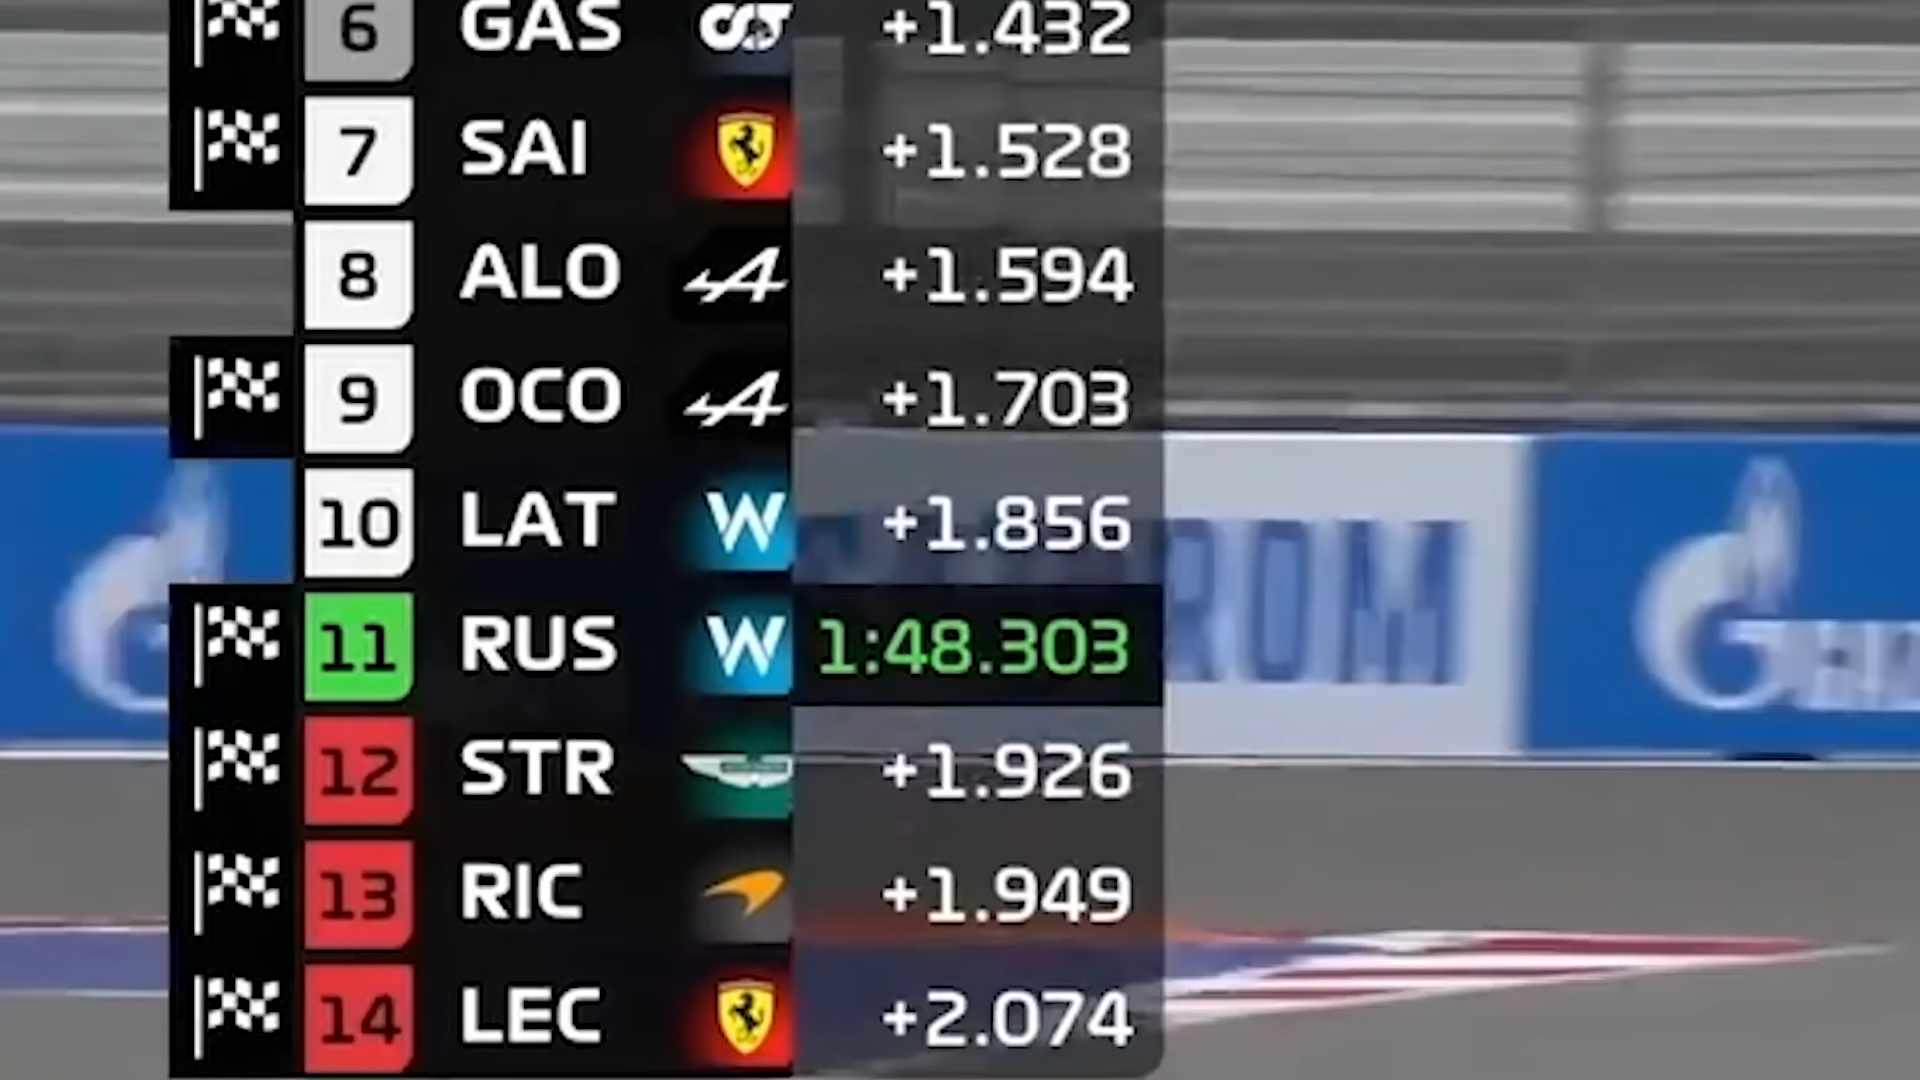 6 GAS +1.432
7 SAI +1.528
8 ALO +1.594
9 OCO +1.703
10 LAT W +1.856
11 RUS W 1:48.303
12 STR +1.926
13 RIC +1.949
14 LEC +2.074
ROM